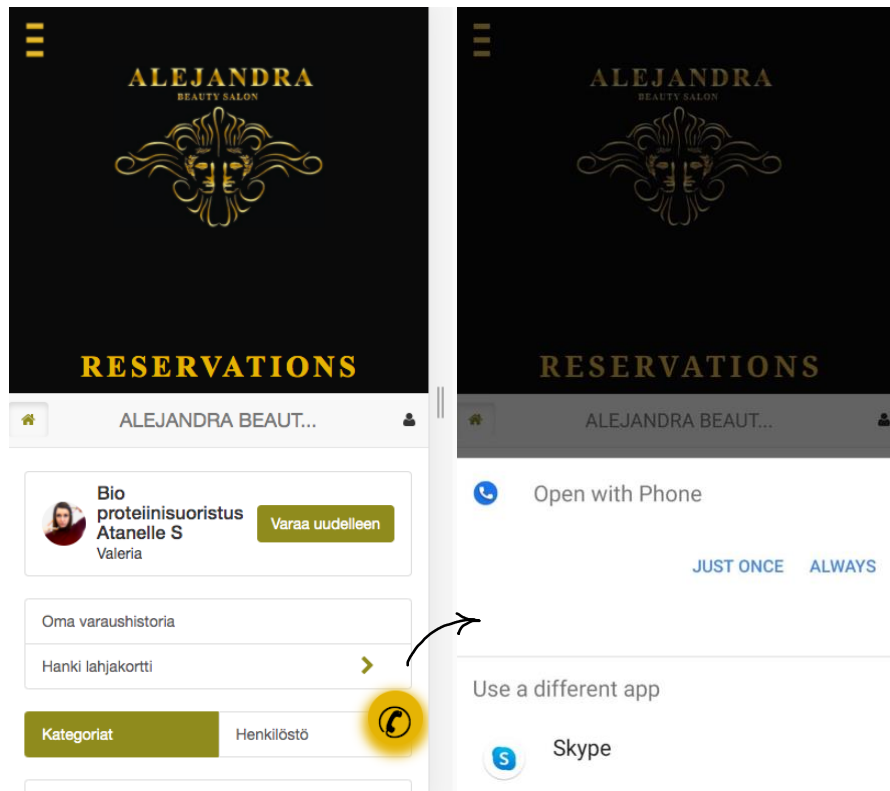 ALEJANDRA
BEAUTY SALON
RESERVATIONS
ALEJANDRA BEAUT...
Bio
proteiinisuoristus
Atanelle S
Valeria
Varaa uudelleen
Oma varaushistoria
Hanki lahjakortti
Kategoriat
Henkilöstö
ALEJANDRA
BEAUTY SALON
RESERVATIONS
ALEJANDRA BEAUT...
Open with Phone
JUST ONCE
ALWAYS
Use a different app
S
Skype